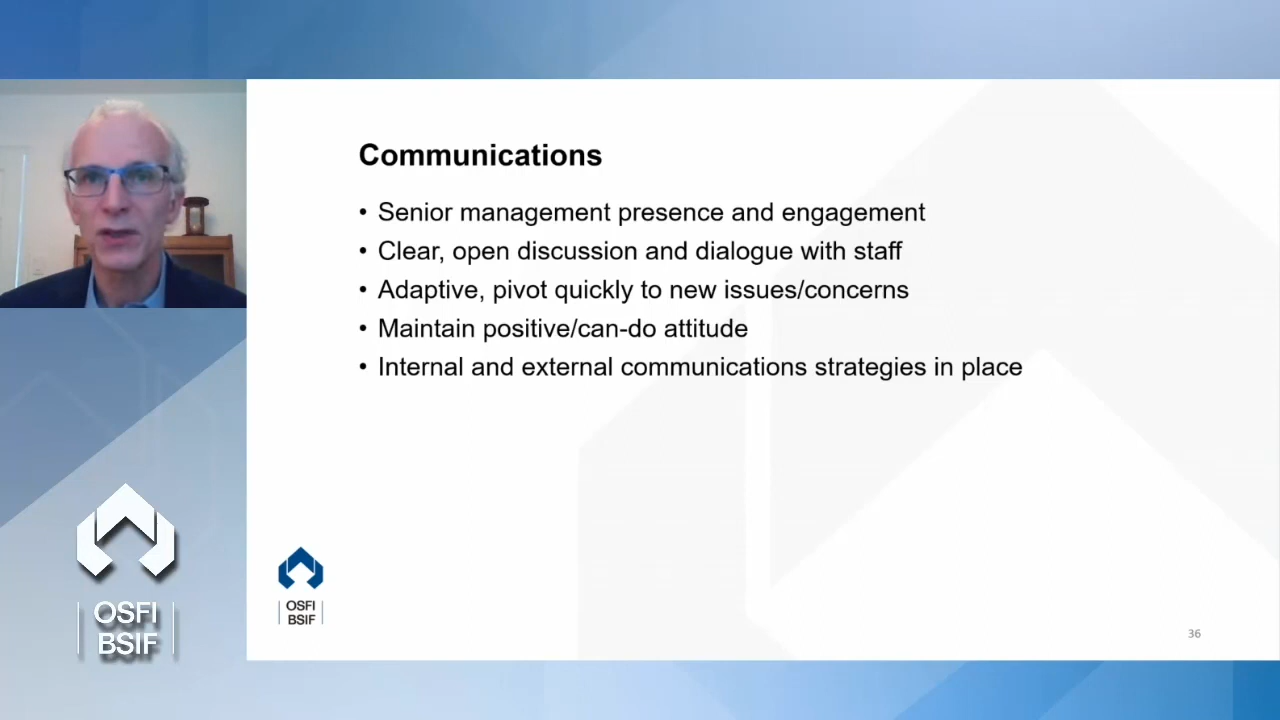 Communications
• Senior management presence and engagement
• Clear, open discussion and dialogue with staff
• Adaptive, pivot quickly to new issues/concerns
• Maintain positive/can-do attitude
• Internal and external communications strategies in place
OSFI
BSIF
OSFI
BSIF
36